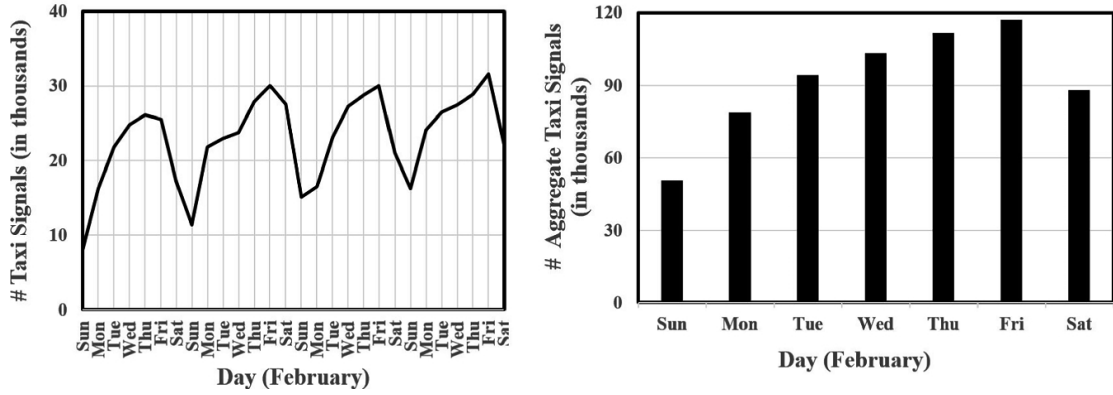 # Taxi Signals (in thousands)
40
30
20
10
0
Sun
Mon
Tue
Wed
Thu
Fri
Sat
Sun
Mon
Tue
Wed
Thu
Fri
Sat
Sun
Mon
Tue
Wed
Thu
Fri
Sat
Sun
Mon
Tue
Wed
Thu
Fri
Sat
Day (February)
# Aggregate Taxi Signals
(in thousands)
120
90
60
30
0
Sun Mon Tue Wed Thu Fri Sat
Day (February)